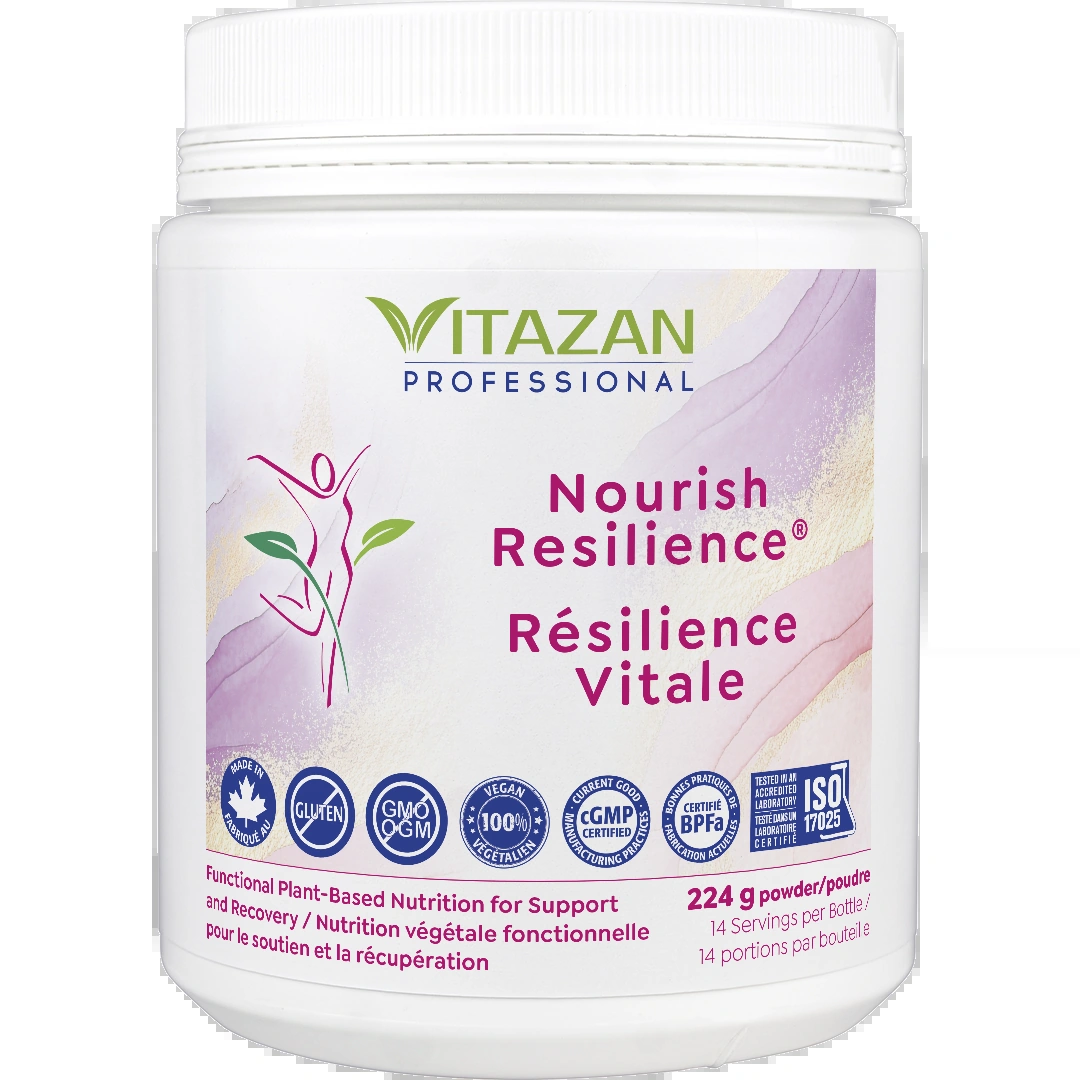 VITAZAN
PROFESSIONAL
Nourish
Resilience®
Résilience
Vitale
MADE IN
FABRIQUÉ AU
GLUTEN
GMO
OGM
VEGAN
100%
VÉGÉTALIEN
CURRENT GOOD
cGMP
CERTIFIED
MANUFACTURING PRACTICES
BONNES PRATIQUES DE
CERTIFIÉ
BPFa
FABRICATION ACTUELLES
TESTED IN AN
ACCREDITED
LABORATORY
TESTÉ DANS UN
LABORATOIRE
CERTIFIÉ
ISO
17025
Functional Plant-Based Nutrition for Support
and Recovery / Nutrition végétale fonctionnelle
pour le soutien et la récupération
224 g powder/poudre
14 Servings per Bottle /
14 portions par bouteille